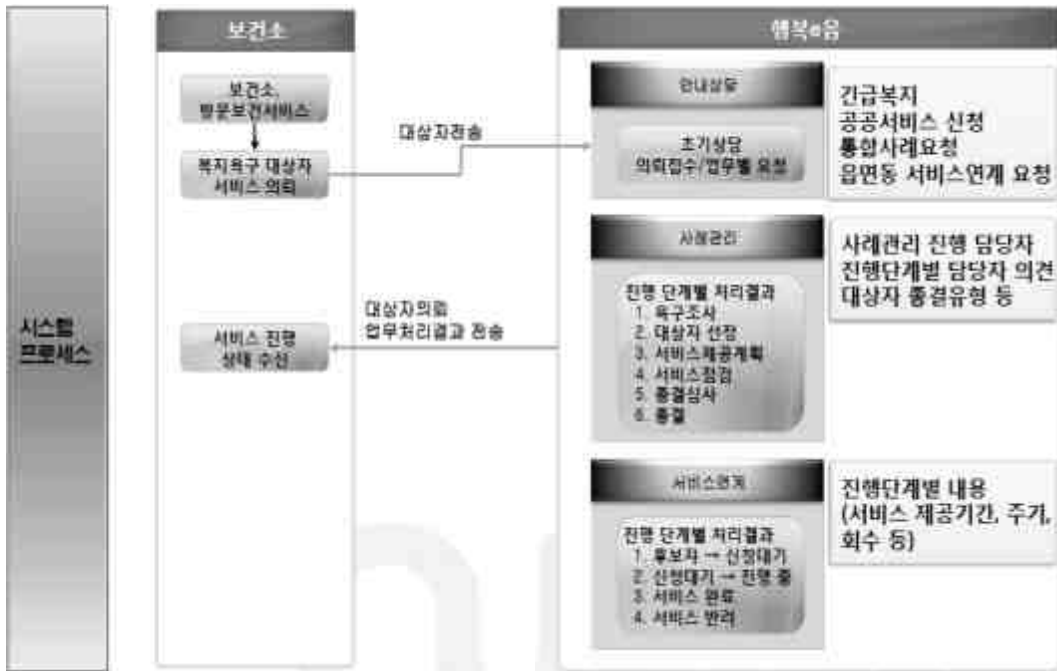 보건소
행복e음
시스템
프로세스
보건소,
방문보건서비스
복지욕구 대상자
서비스 의뢰
대상자전송
안내상담
초기상담
의뢰접수/업무별 요청
긴급복지
공공서비스 신청
통합사례요청
읍면동 서비스연계 요청
서비스 진행
상태 수신
대상자의뢰
업무처리결과 전송
사례관리
진행 단계별 처리결과
1. 욕구조사
2. 대상자 선정
3. 서비스제공계획
4. 서비스점검
5. 종결심사
6. 종결
사례관리 진행 담당자
진행단계별 담당자 의견
대상자 종결유형 등
서비스연계
진행 단계별 처리결과
1. 후보자 → 신청대기
2. 신청대기 → 진행 중
3. 서비스 완료
4. 서비스 반려
진행단계별 내용
(서비스 제공기간, 주기,
회수 등)